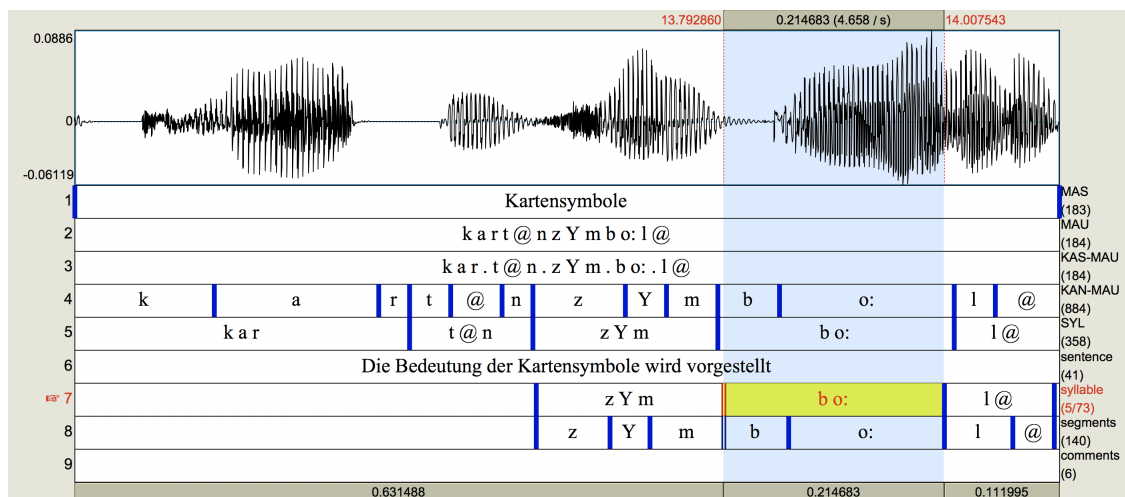 13.792860 0.214683 (4.658 / s) 14.007543
0.0886
0
-0.06119
1 Kartensymbole MAS (183)
2 k a r t @ n z Y m b o: l @ MAU (184)
3 k a r . t @ n . z Y m . b o: . l @ KAS-MAU (184)
4 k a r t @ n z Y m b o: l @ KAN-MAU (884)
5 k a r t @ n z Y m b o: l @ SYL (358)
6 Die Bedeutung der Kartensymbole wird vorgestellt sentence (41)
☞ 7 z Y m b o: l @ syllable (5/73)
8 z Y m b o: l @ segments (140)
9 comments (6)
0.631488 0.214683 0.111995